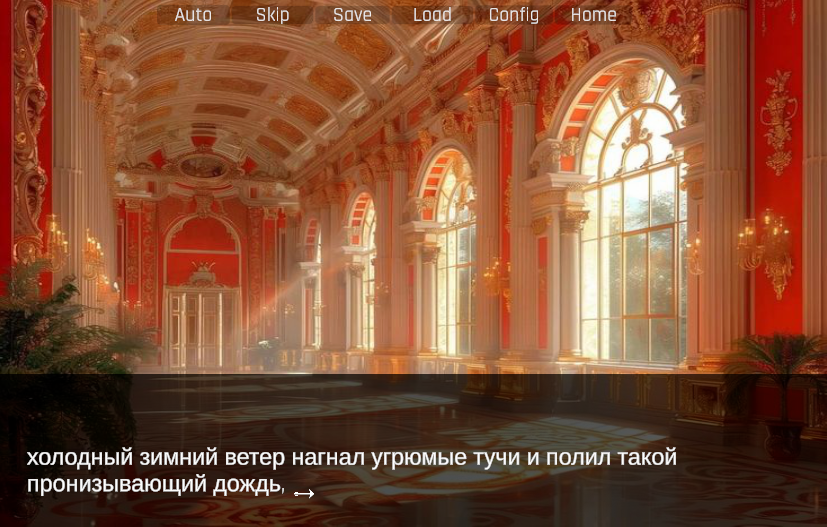 Auto Skip Save Load Config Home
холодный зимний ветер нагнал угрюмые тучи и полил такой
пронизывающий дождь,